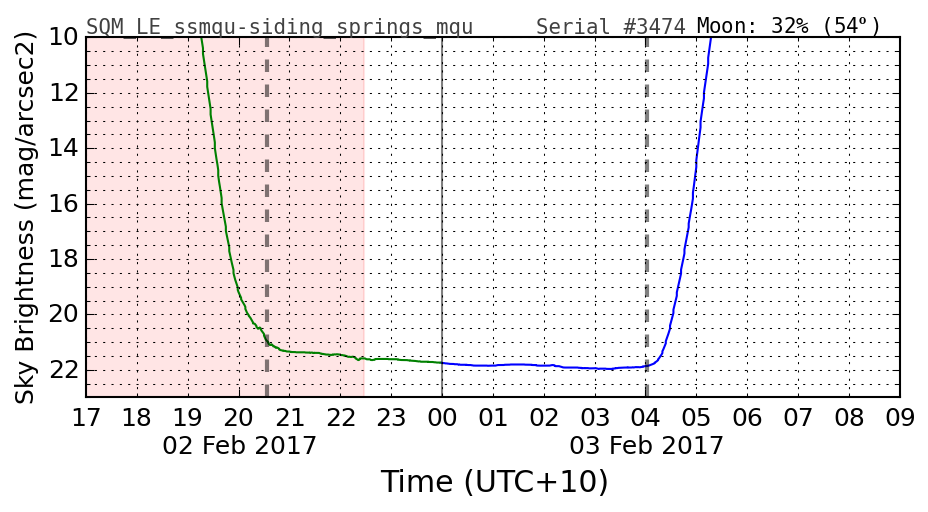 SQM_LE_ssmqu-siding_springs_mqu Serial #3474 Moon: 32% (54°)
Sky Brightness (mag/arcsec2)
10
12
14
16
18
20
22
17 18 19 20 21 22 23 00 01 02 03 04 05 06 07 08 09
02 Feb 2017 03 Feb 2017
Time (UTC+10)